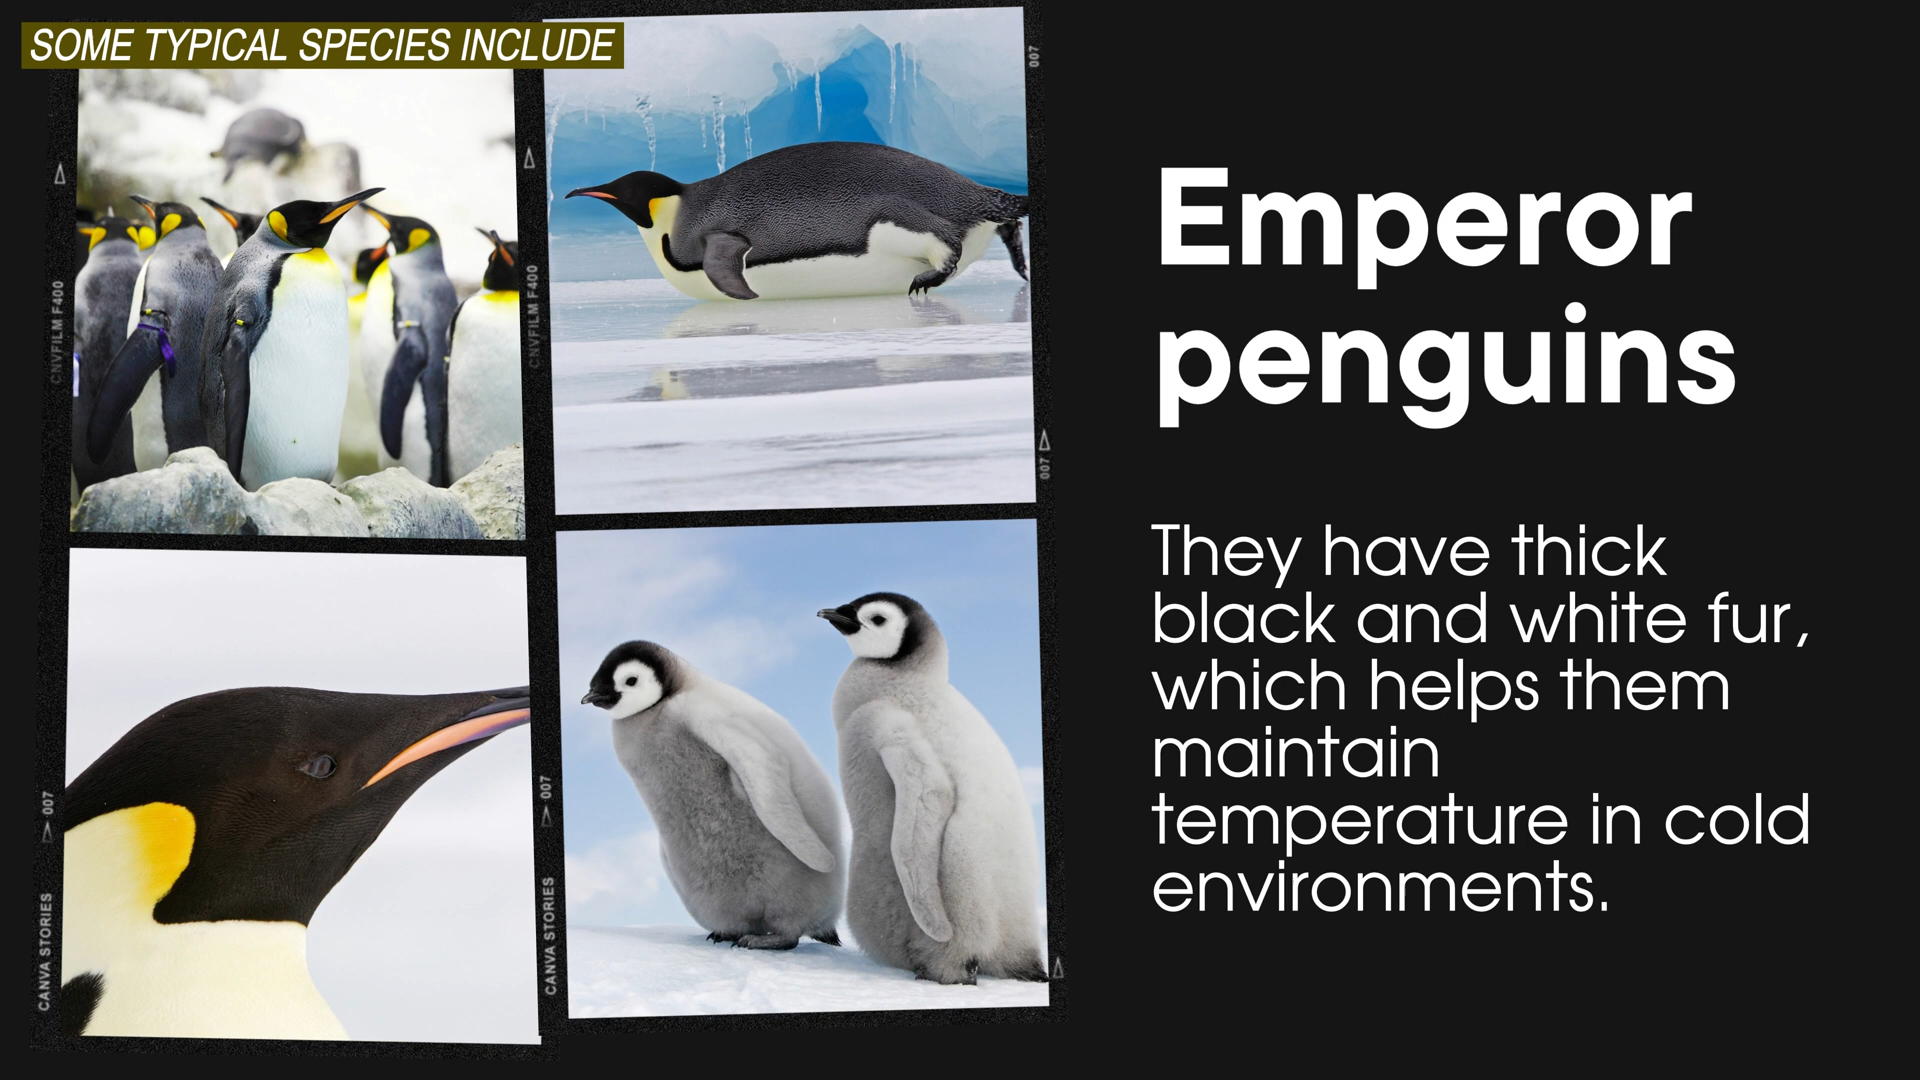 SOME TYPICAL SPECIES INCLUDE
007
CNVFILM F400
CNVFILM F400
007
007
CANVA STORIES
007
CANVA STORIES
Emperor
penguins
They have thick
black and white fur,
which helps them
maintain
temperature in cold
environments.